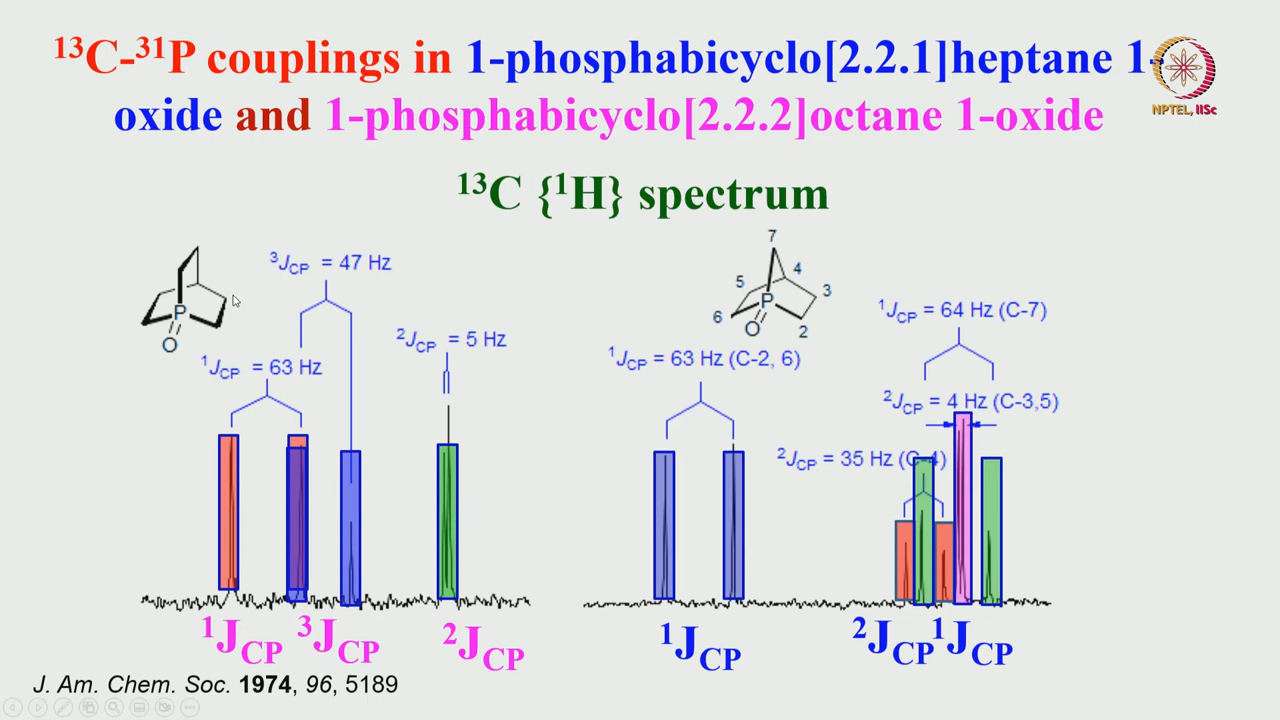 ¹³C-³¹P couplings in 1-phosphabicyclo[2.2.1]heptane 1-
oxide and 1-phosphabicyclo[2.2.2]octane 1-oxide
NPTEL, IISc
¹³C {¹H} spectrum
³JCP = 47 Hz
¹JCP = 63 Hz
²JCP = 5 Hz
P
O
7
4
5
3
P
6
O
2
¹JCP = 63 Hz (C-2, 6)
¹JCP = 64 Hz (C-7)
²JCP = 4 Hz (C-3,5)
²JCP = 35 Hz (C-4)
¹JCP ³JCP ²JCP ¹JCP ²JCP ¹JCP
J. Am. Chem. Soc. 1974, 96, 5189